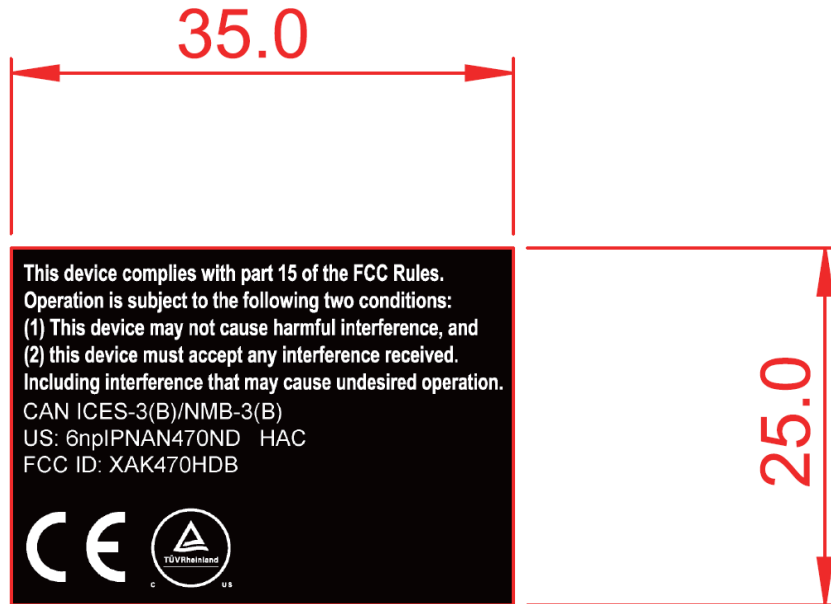 35.0
This device complies with part 15 of the FCC Rules.
Operation is subject to the following two conditions:
(1) This device may not cause harmful interference, and
(2) this device must accept any interference received.
Including interference that may cause undesired operation.
CAN ICES-3(B)/NMB-3(B)
US: 6npIPNAN470ND HAC
FCC ID: XAK470HDB
25.0
CE
TÜVRheinland
C US